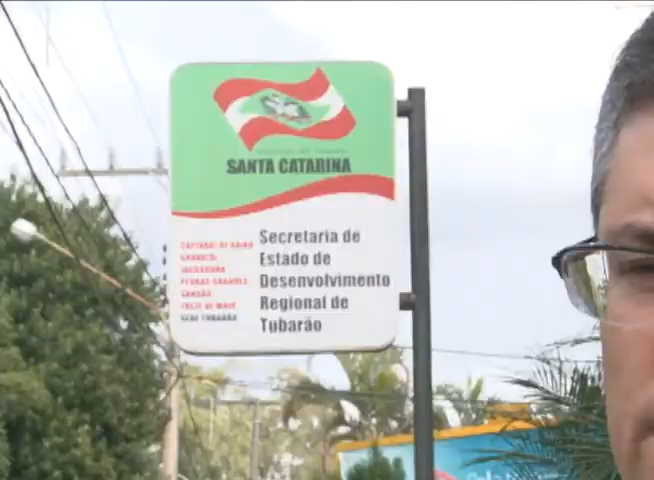 SANTA CATARINA
CAPIVARI DE BAIXO
GRAVATAL
JAGUARUNA
PEDRAS GRANDES
SANGÃO
TREZE DE MAIO
SEDE TUBARÃO
Secretaria de
Estado de
Desenvolvimento
Regional de
Tubarão